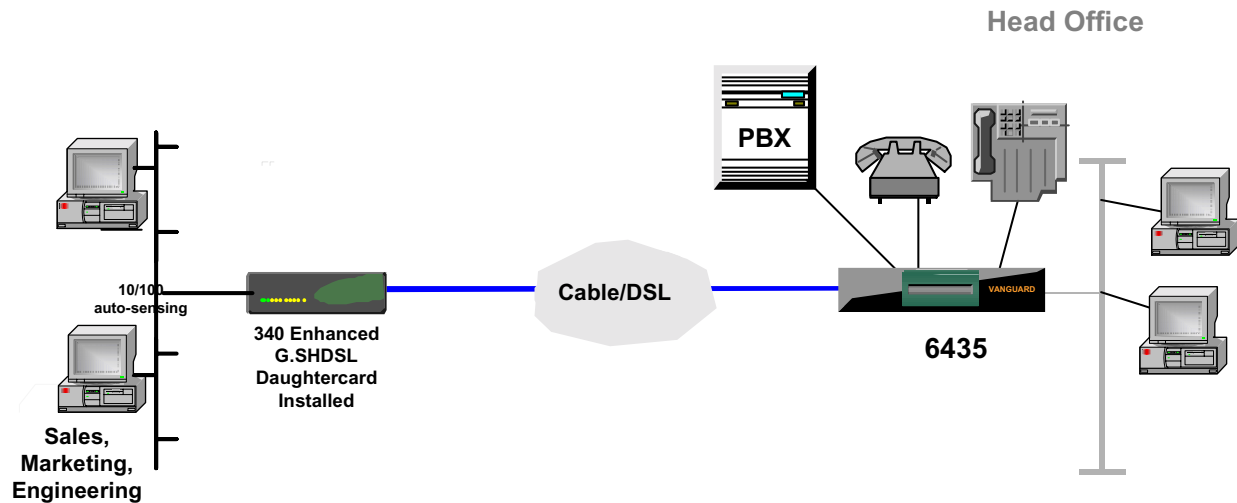 Head Office
PBX
10/100
auto-sensing
Cable/DSL
VANGUARD
340 Enhanced
G.SHDSL
Daughtercard
Installed
6435
Sales,
Marketing,
Engineering